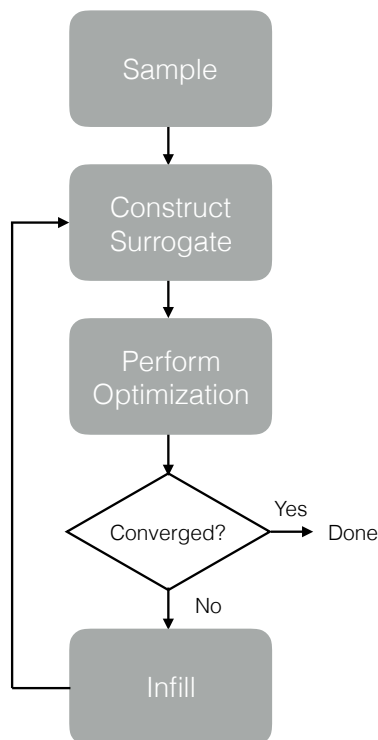 Sample
Construct
Surrogate
Perform
Optimization
Converged?
Yes
Done
No
Infill